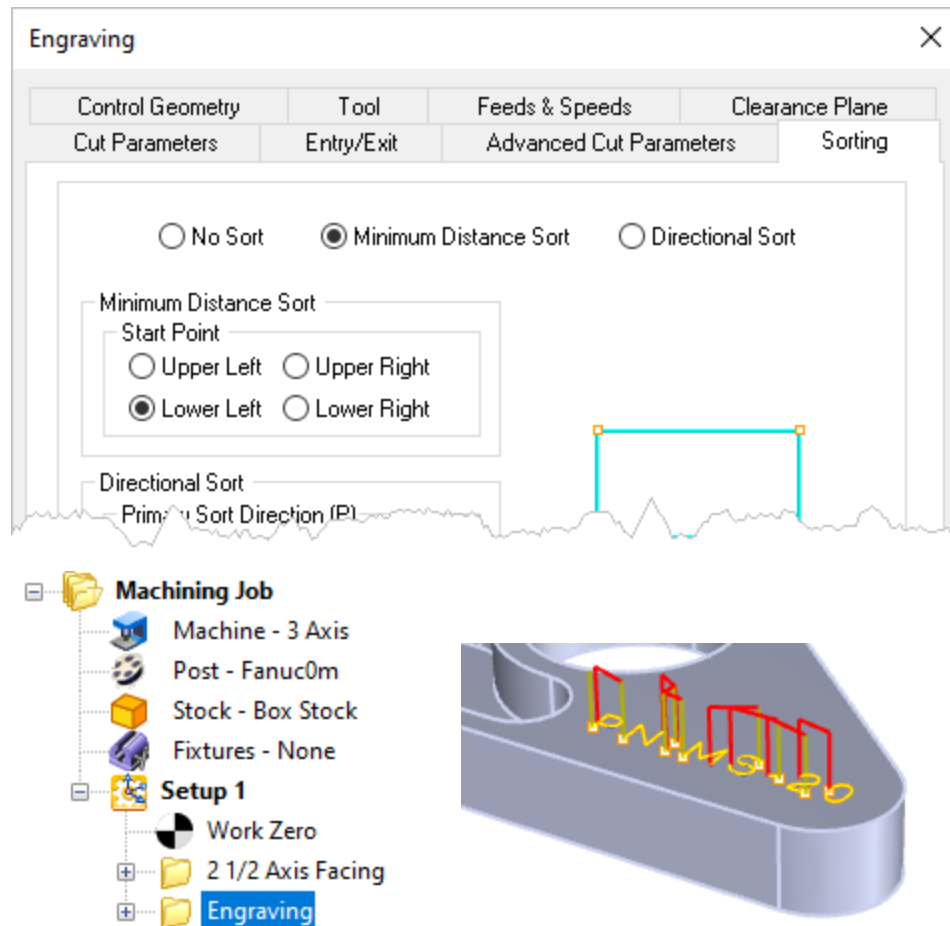 Engraving
Control Geometry Tool Feeds & Speeds Clearance Plane
Cut Parameters Entry/Exit Advanced Cut Parameters Sorting
No Sort Minimum Distance Sort Directional Sort
Minimum Distance Sort
Start Point
Upper Left Upper Right
Lower Left Lower Right
Directional Sort
Primary Sort Direction (P)
Machining Job
Machine - 3 Axis
Post - Fanuc0m
Stock - Box Stock
Fixtures - None
Setup 1
Work Zero
2 1/2 Axis Facing
Engraving